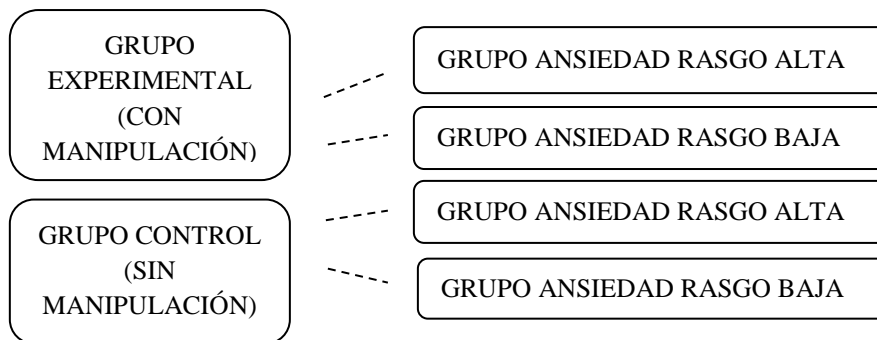 GRUPO
EXPERIMENTAL
(CON
MANIPULACIÓN)
GRUPO ANSIEDAD RASGO ALTA
GRUPO ANSIEDAD RASGO BAJA
GRUPO CONTROL
(SIN
MANIPULACIÓN)
GRUPO ANSIEDAD RASGO ALTA
GRUPO ANSIEDAD RASGO BAJA